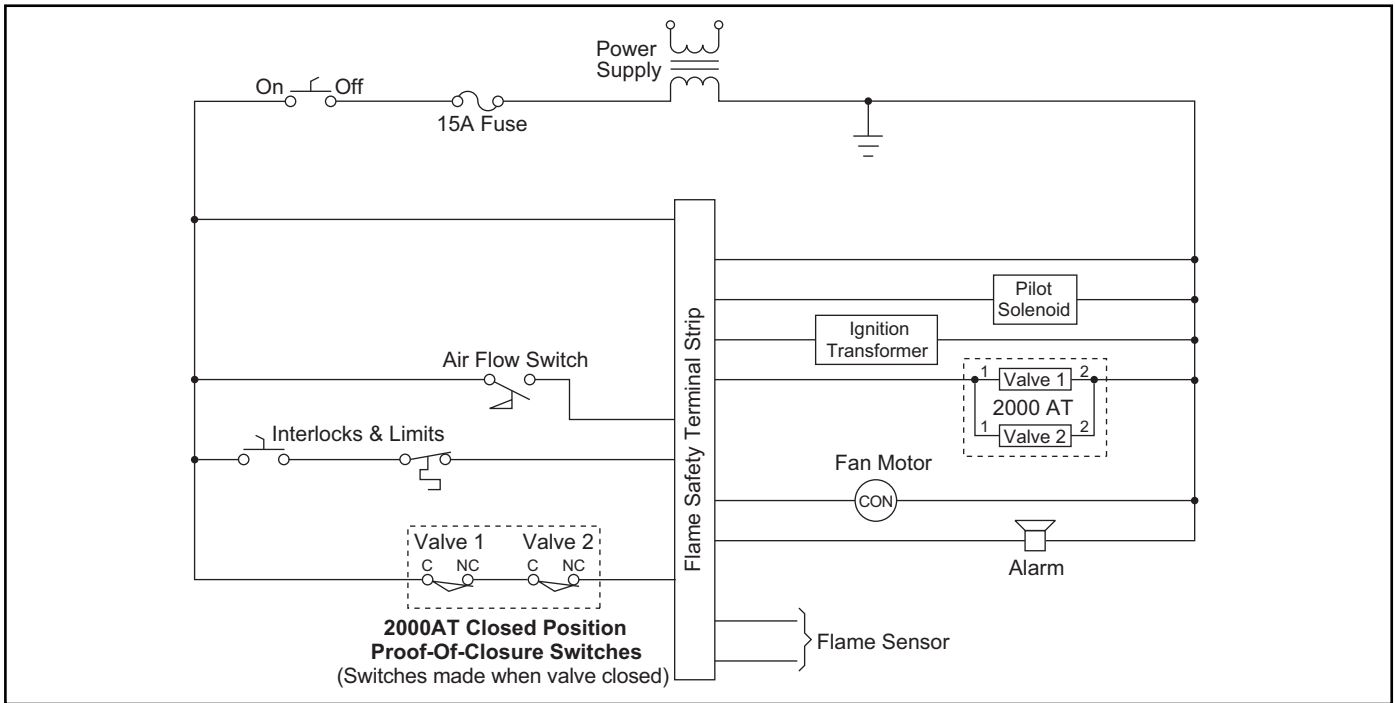 Power
Supply
On
Off
15A Fuse
Flame Safety Terminal Strip
Pilot
Solenoid
Ignition
Transformer
Air Flow Switch
1 Valve 1 2
2000 AT
1 Valve 2 2
Interlocks & Limits
Fan Motor
CON
Valve 1 Valve 2
C NC C NC
Alarm
2000AT Closed Position
Proof-Of-Closure Switches
(Switches made when valve closed)
Flame Sensor